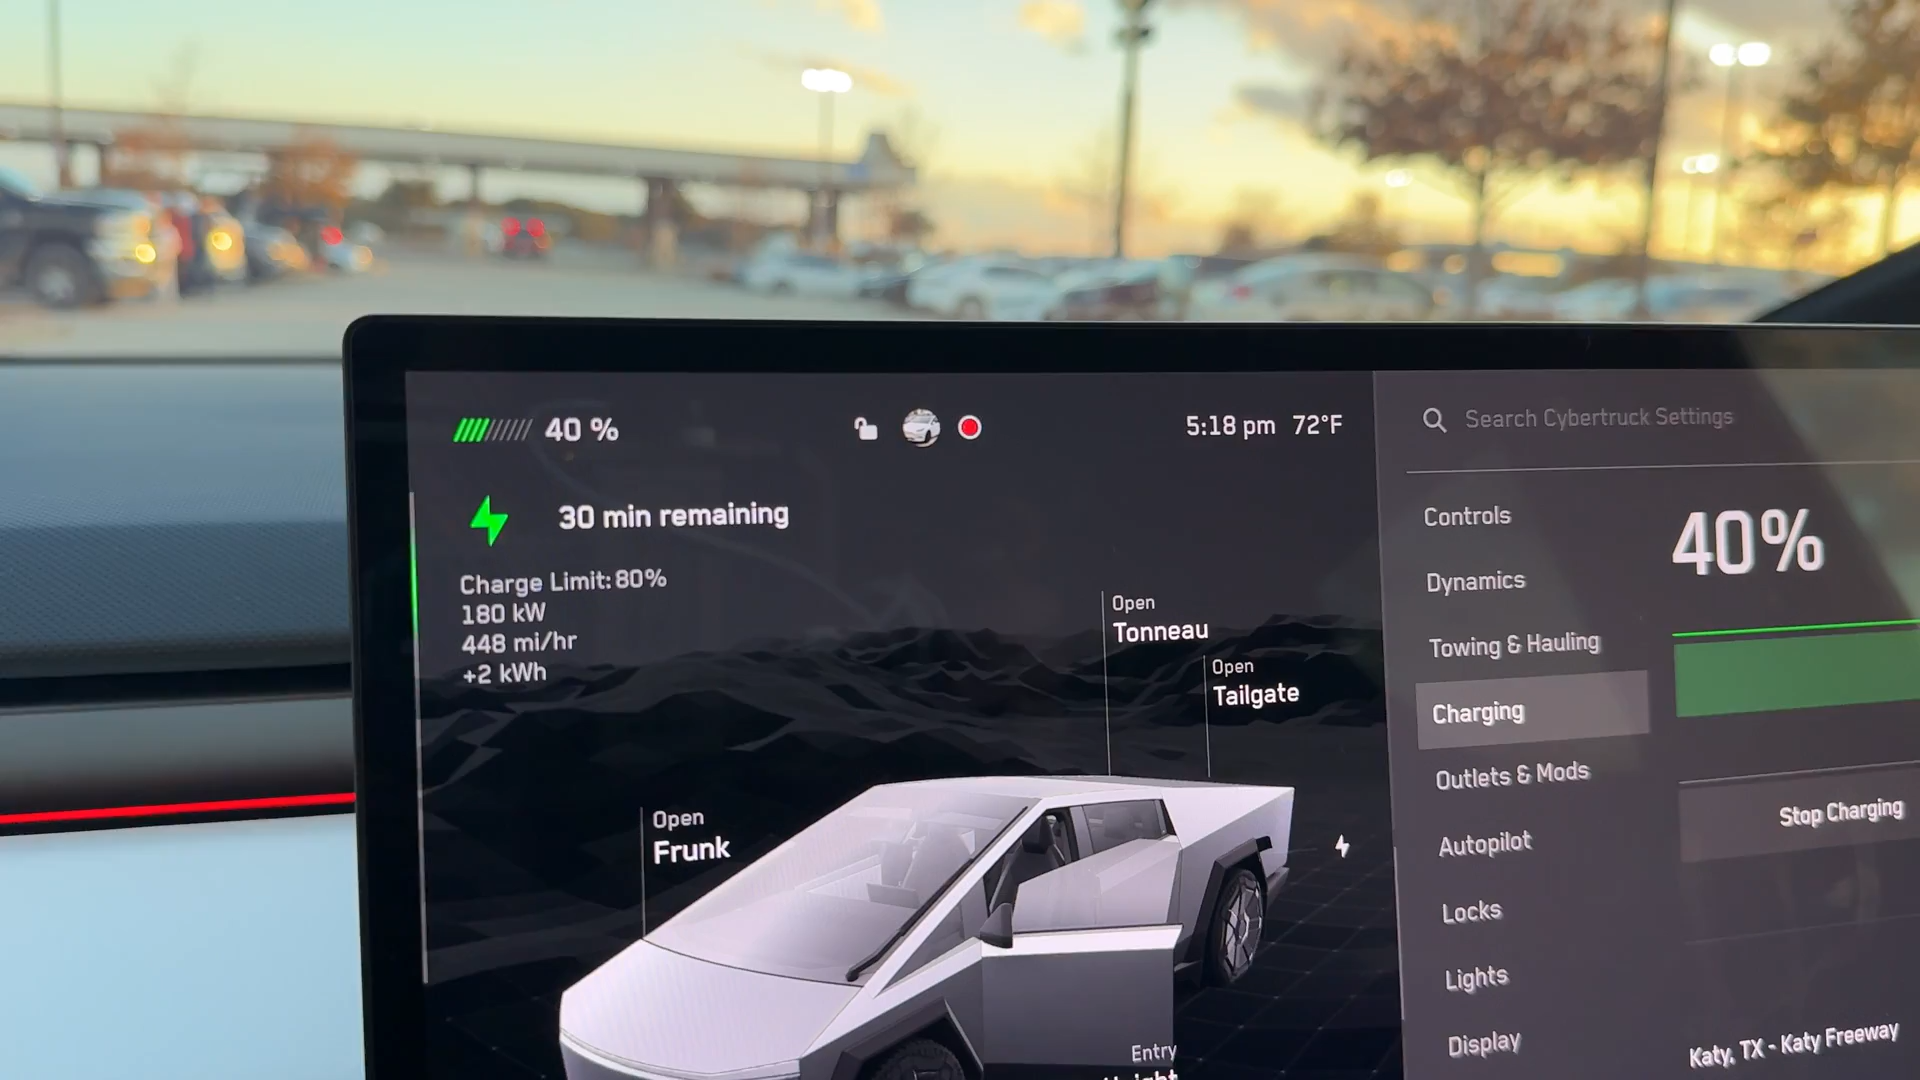 40 %
5:18 pm 72°F
30 min remaining
Charge Limit: 80%
180 kW
448 mi/hr
+2 kWh
Open
Tonneau
Open
Tailgate
Open
Frunk
Entry
Search Cybertruck Settings
Controls
Dynamics
Towing & Hauling
Charging
Outlets & Mods
Autopilot
Locks
Lights
Display
40%
Stop Charging
Katy, TX - Katy Freeway